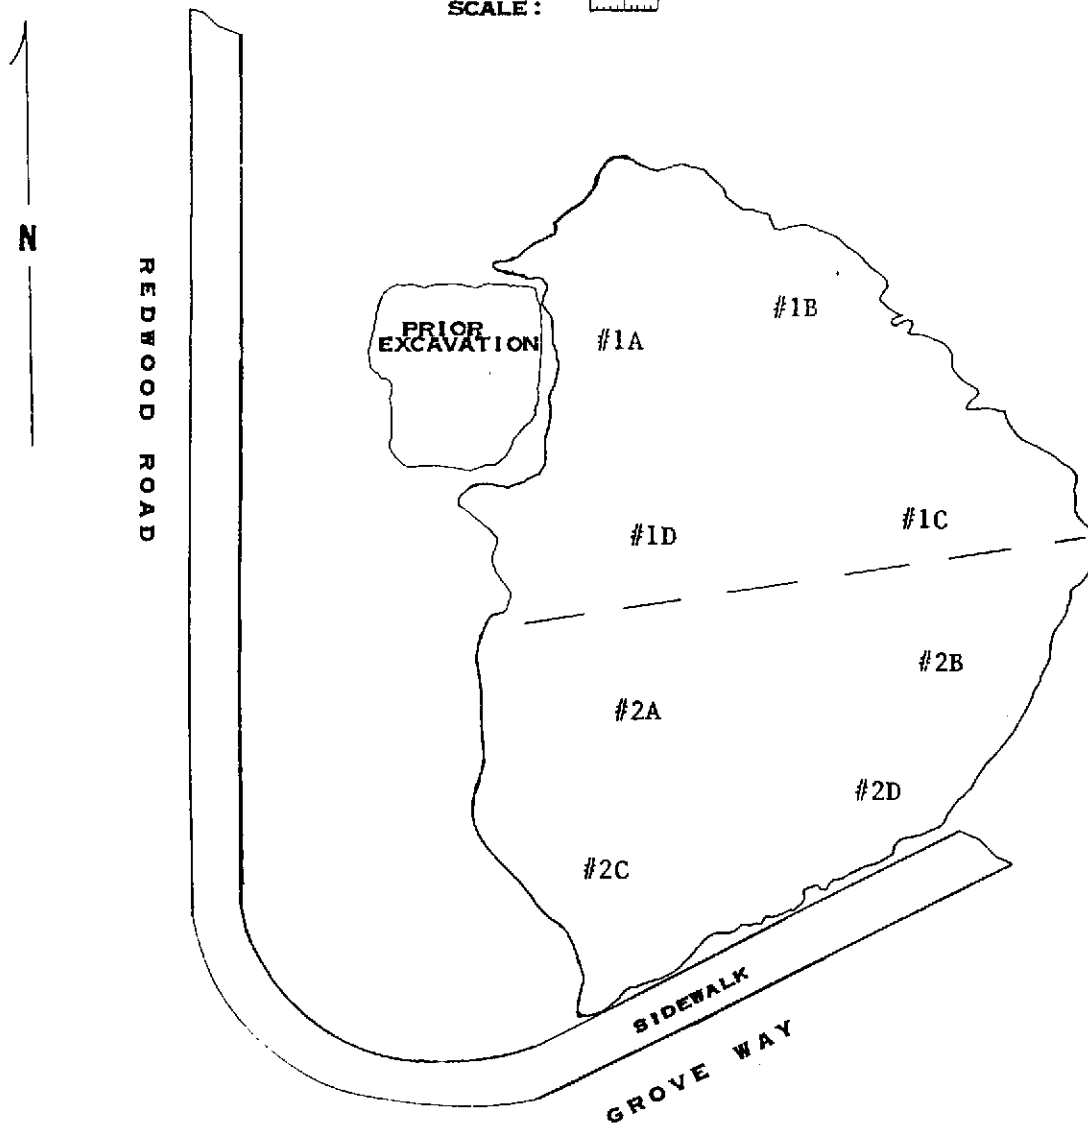 SCALE:
N
REDWOOD ROAD
PRIOR
EXCAVATION
#1A
#1B
#1D
#1C
#2A
#2B
#2C
#2D
SIDEWALK
GROVE WAY